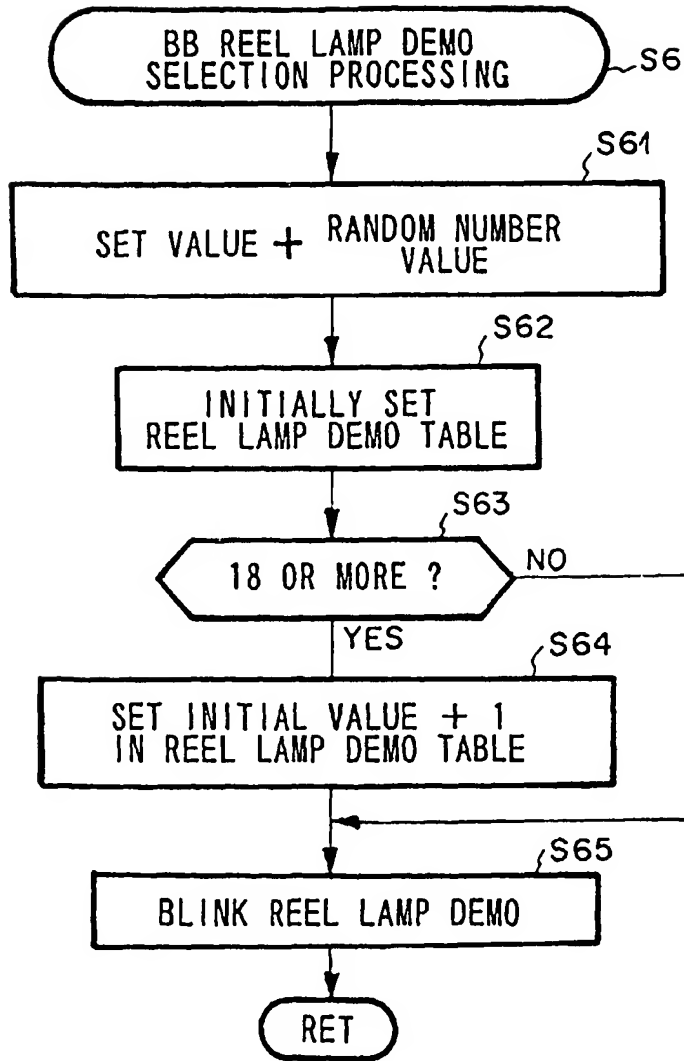 BB REEL LAMP DEMO
SELECTION PROCESSING
S6
S61
SET VALUE + RANDOM NUMBER
VALUE
S62
INITIALLY SET
REEL LAMP DEMO TABLE
S63
18 OR MORE ?
NO
YES
S64
SET INITIAL VALUE + 1
IN REEL LAMP DEMO TABLE
S65
BLINK REEL LAMP DEMO
RET